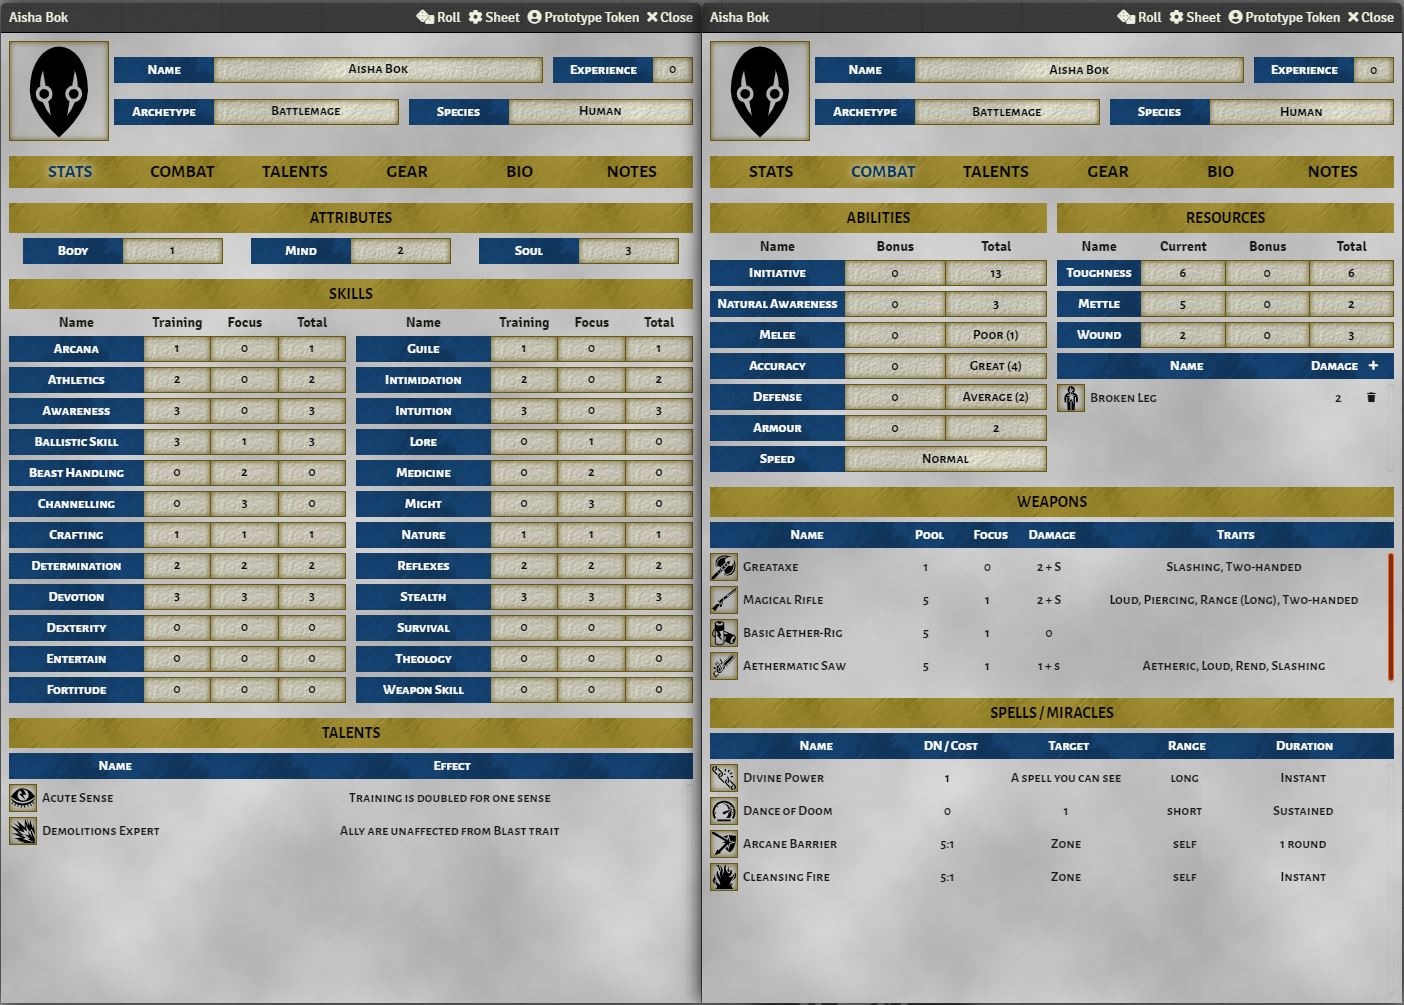 Aisha Bok
Roll Sheet Prototype Token Close
Name Aisha Bok Experience 0
Archetype Battlemage Species Human
STATS COMBAT TALENTS GEAR BIO NOTES
ATTRIBUTES
Body 1 Mind 2 Soul 3
SKILLS
Name Training Focus Total Name Training Focus Total
Arcana 1 0 1 Guile 1 0 1
Athletics 2 0 2 Intimidation 2 0 2
Awareness 3 0 3 Intuition 3 0 3
Ballistic Skill 3 1 3 Lore 0 1 0
Beast Handling 0 2 0 Medicine 0 2 0
Channelling 0 3 0 Might 0 3 0
Crafting 1 1 1 Nature 1 1 1
Determination 2 2 2 Reflexes 2 2 2
Devotion 3 3 3 Stealth 3 3 3
Dexterity 0 0 0 Survival 0 0 0
Entertain 0 0 0 Theology 0 0 0
Fortitude 0 0 0 Weapon Skill 0 0 0
TALENTS
Name Effect
Acute Sense Training is doubled for one sense
Demolitions Expert Ally are unaffected from Blast trait
Aisha Bok
Roll Sheet Prototype Token Close
Name Aisha Bok Experience 0
Archetype Battlemage Species Human
STATS COMBAT TALENTS GEAR BIO NOTES
ABILITIES
Name Bonus Total
Initiative 0 13
Natural Awareness 0 3
Melee 0 Poor (1)
Accuracy 0 Great (4)
Defense 0 Average (2)
Armour 0 2
Speed Normal
RESOURCES
Name Current Bonus Total
Toughness 6 0 6
Mettle 5 0 2
Wound 2 0 3
Name Damage +
Broken Leg 2
WEAPONS
Name Pool Focus Damage Traits
Greataxe 1 0 2 + S Slashing, Two-handed
Magical Rifle 5 1 2 + S Loud, Piercing, Range (Long), Two-handed
Basic Aether-Rig 5 1 0
Aethermatic Saw 5 1 1 + s Aetheric, Loud, Rend, Slashing
SPELLS / MIRACLES
Name DN / Cost Target Range Duration
Divine Power 1 A spell you can see long Instant
Dance of Doom 0 1 short Sustained
Arcane Barrier 5:1 Zone self 1 round
Cleansing Fire 5:1 Zone self Instant